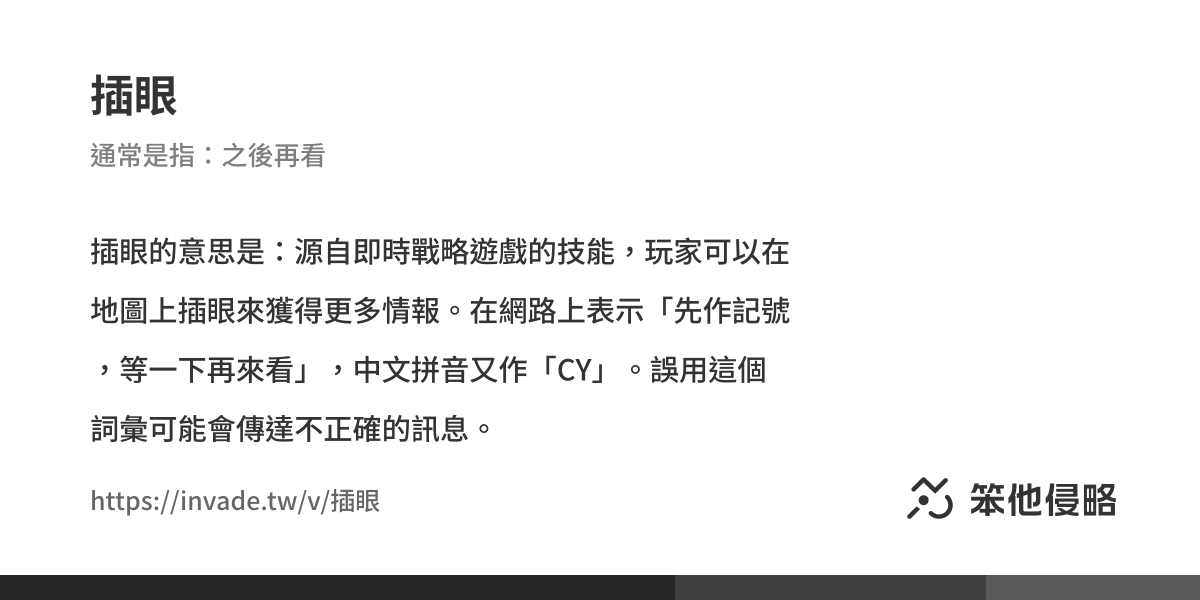 插眼
通常是指：之後再看
插眼的意思是：源自即時戰略遊戲的技能，玩家可以在
地圖上插眼來獲得更多情報。在網路上表示「先作記號
，等一下再來看」，中文拼音又作「CY」。誤用這個
詞彙可能會傳達不正確的訊息。
https://invade.tw/v/插眼
笨他侵略